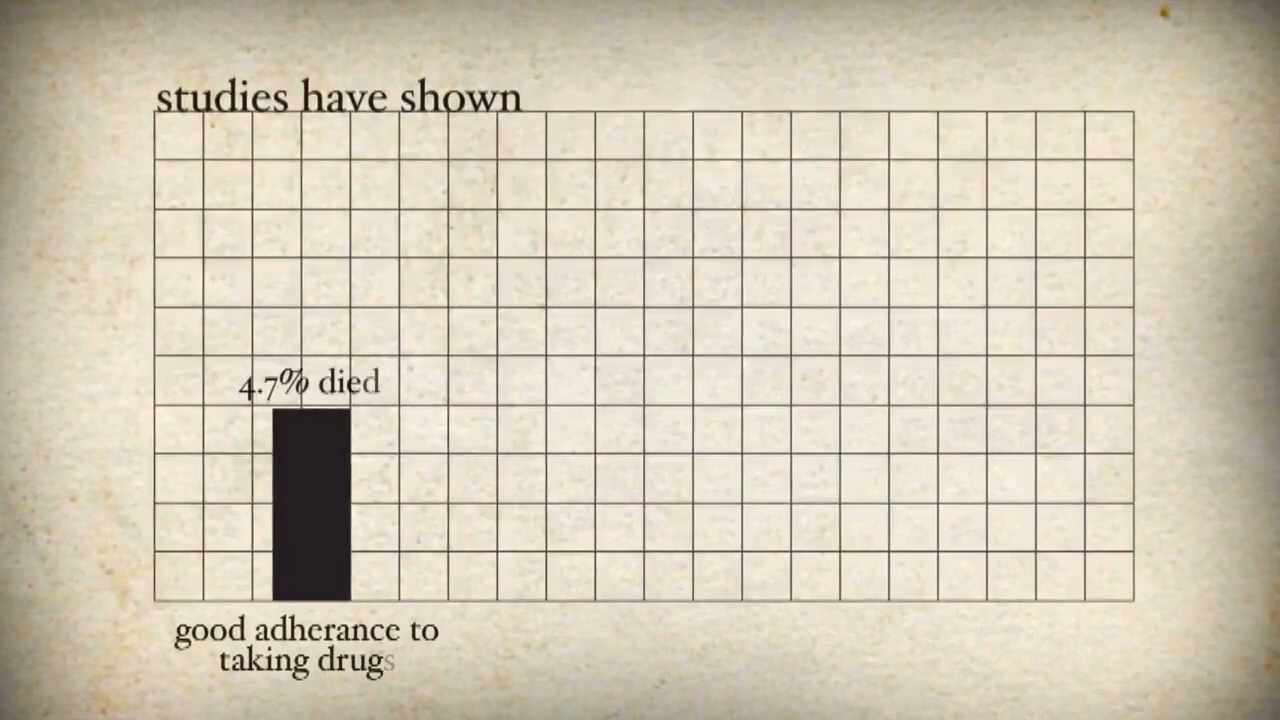 studies have shown
4.7% died
good adherance to
taking drugs